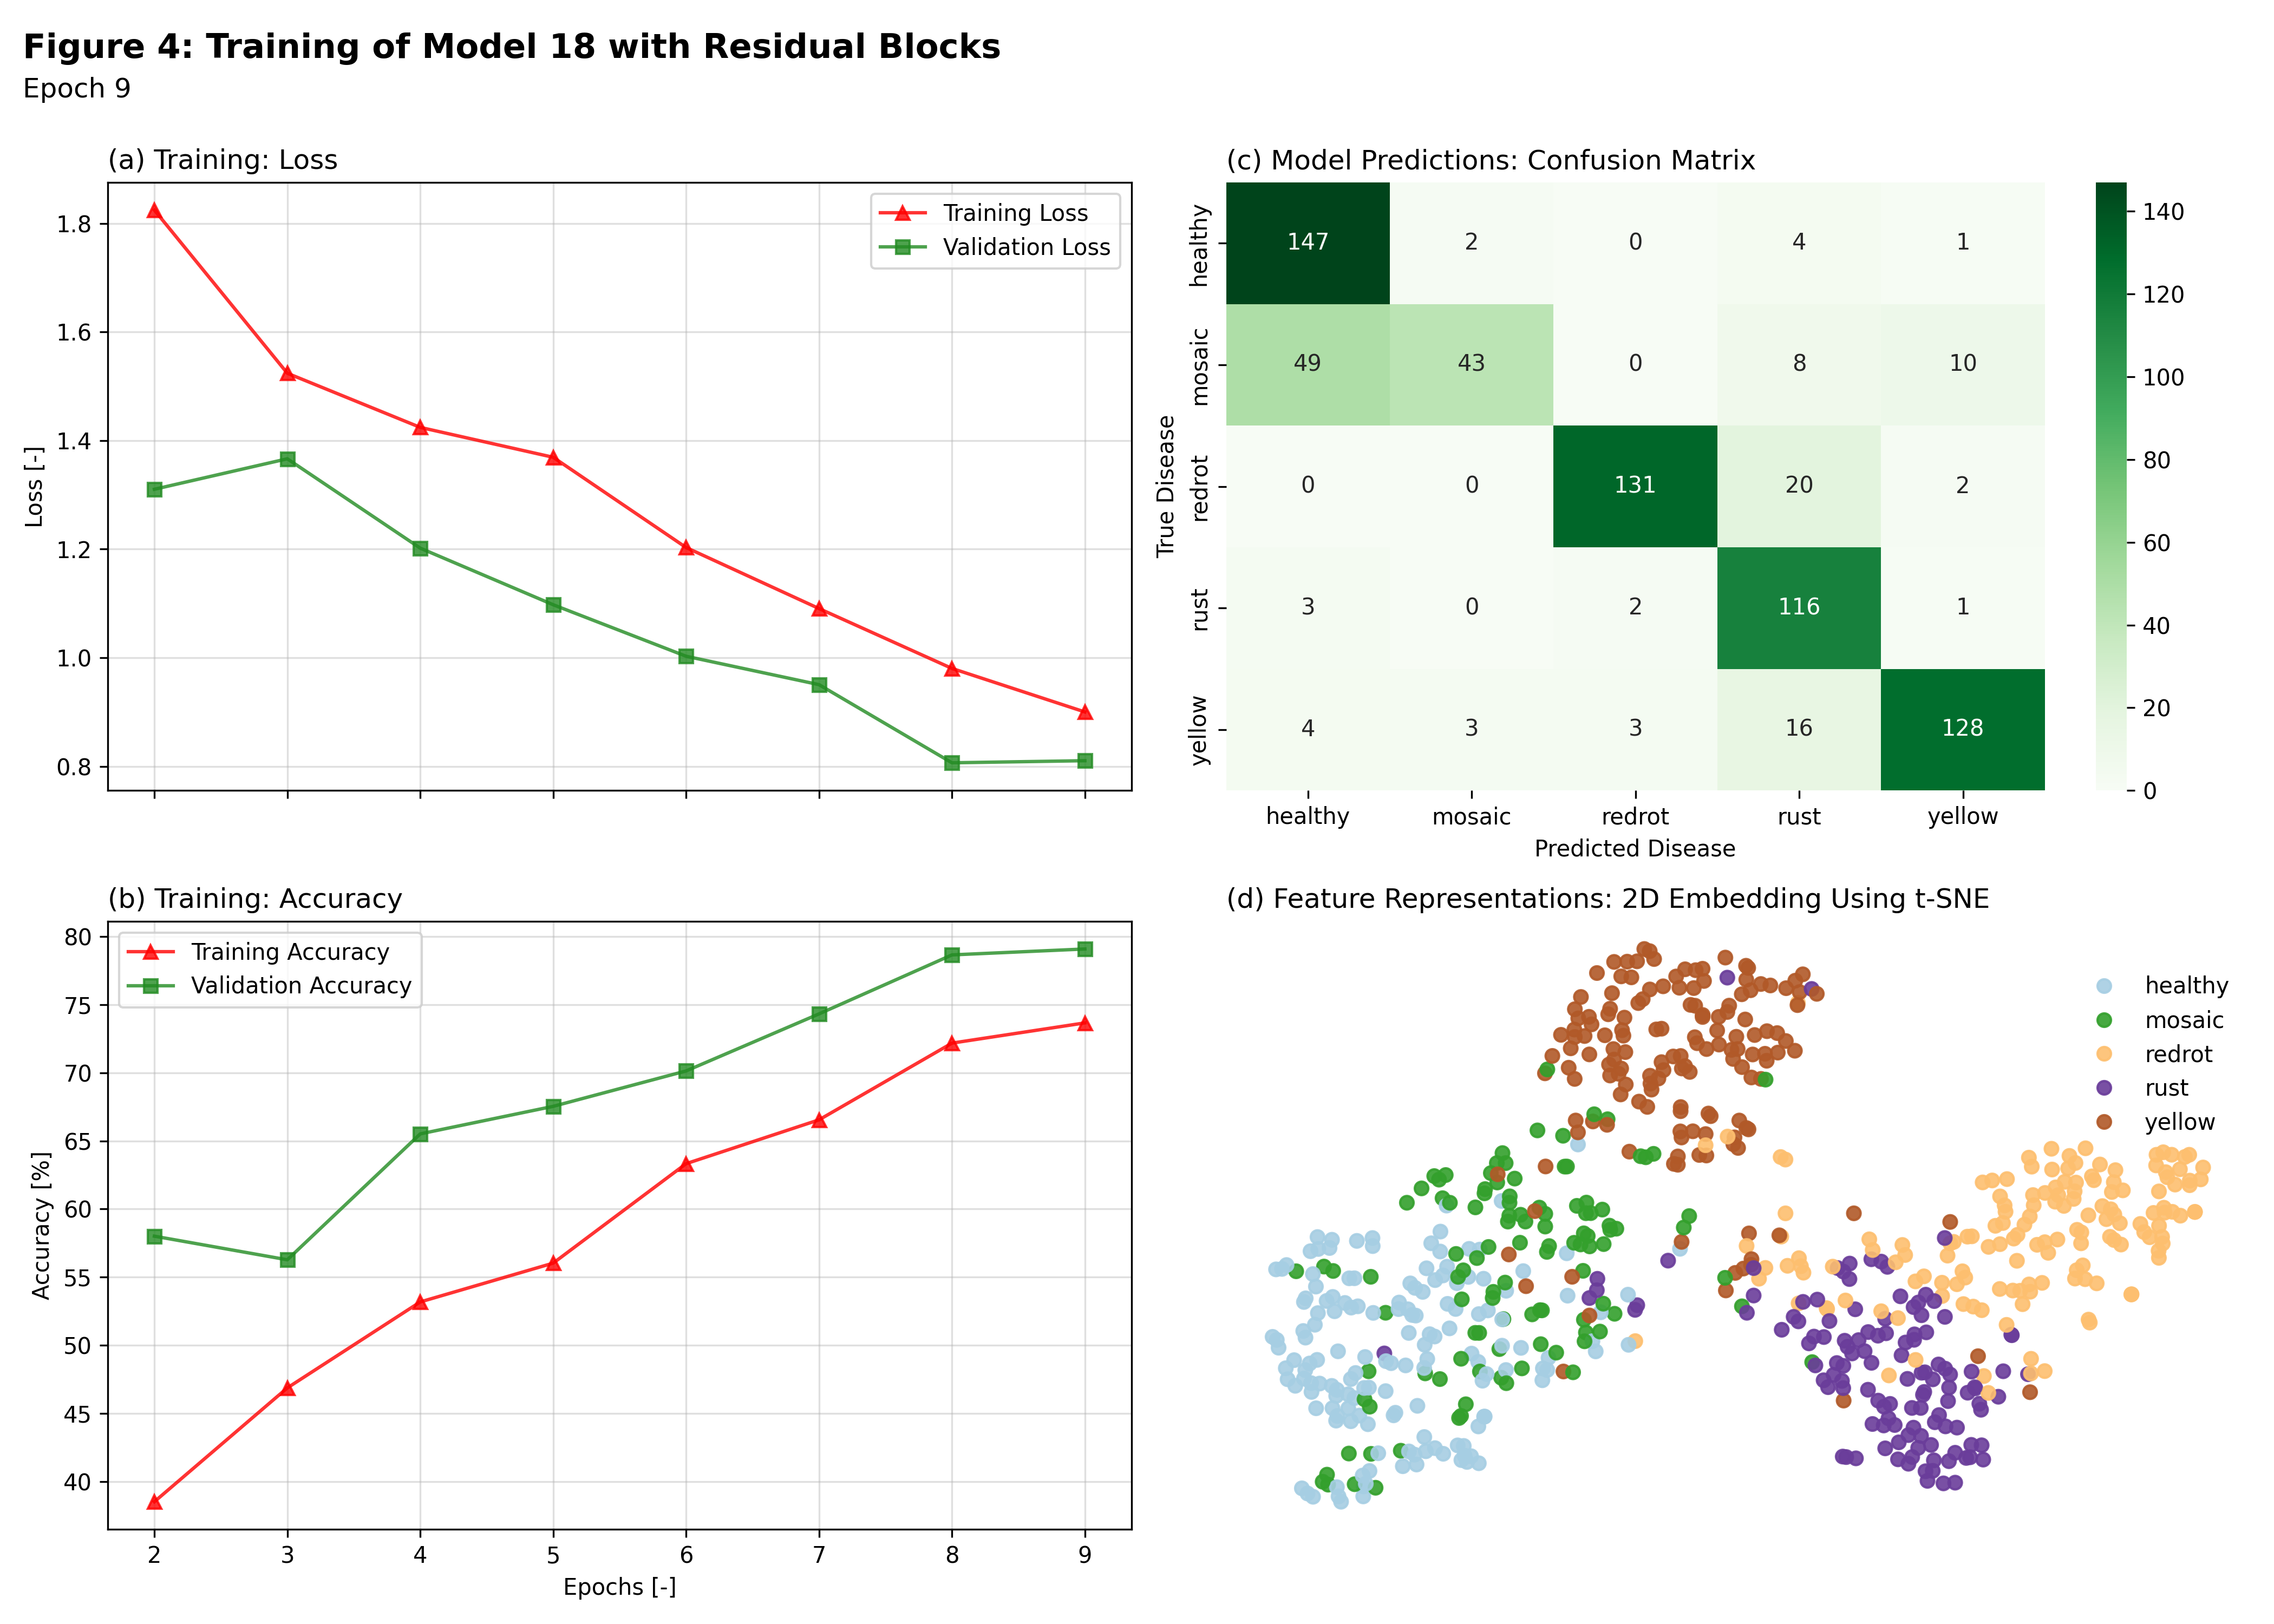 Figure 4: Training of Model 18 with Residual Blocks
Epoch 9
(a) Training: Loss
Training Loss
Validation Loss
1.8
1.6
1.4
1.2
1.0
0.8
Loss [-]
(b) Training: Accuracy
Training Accuracy
Validation Accuracy
80
75
70
65
60
55
50
45
40
Accuracy [%]
2 3 4 5 6 7 8 9
Epochs [-]
(c) Model Predictions: Confusion Matrix
True Disease
healthy 147 2 0 4 1
mosaic 49 43 0 8 10
redrot 0 0 131 20 2
rust 3 0 2 116 1
yellow 4 3 3 16 128
healthy mosaic redrot rust yellow
Predicted Disease
140
120
100
80
60
40
20
0
(d) Feature Representations: 2D Embedding Using t-SNE
healthy
mosaic
redrot
rust
yellow